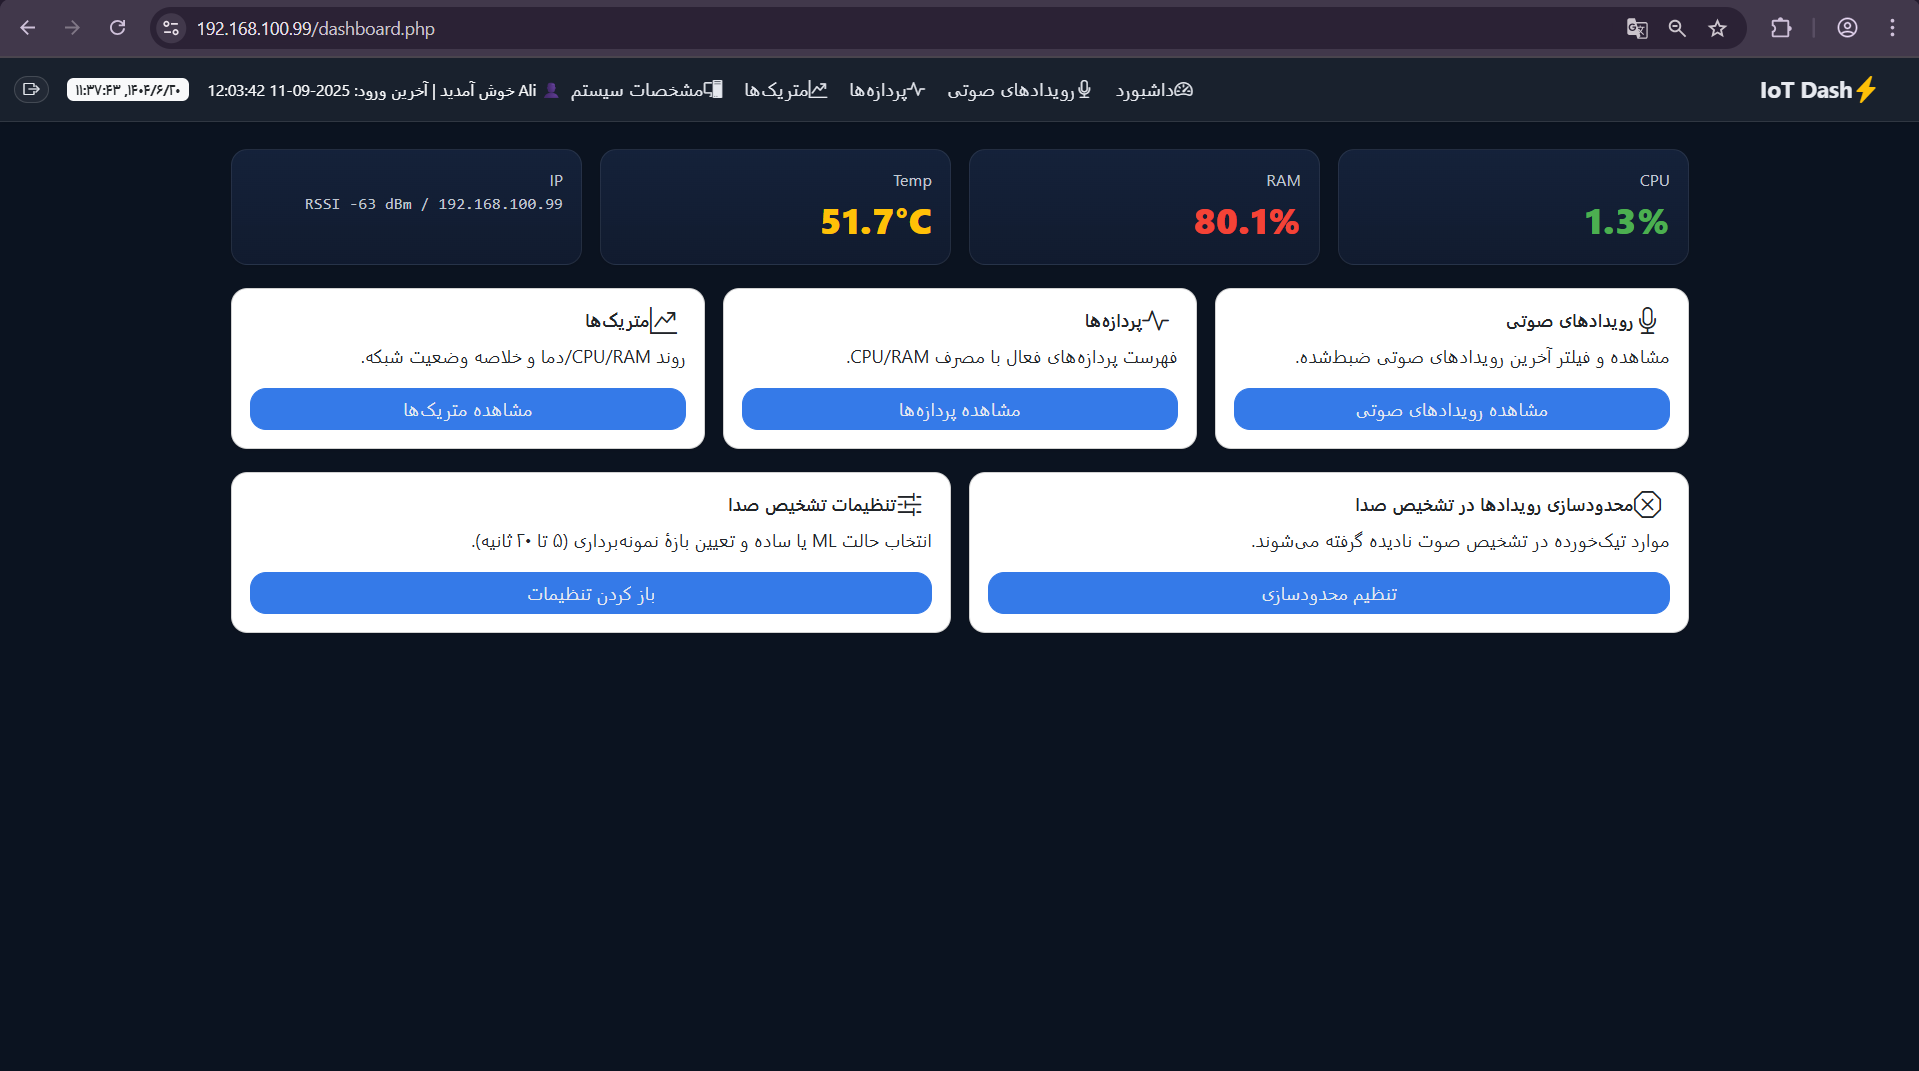 192.168.100.99/dashboard.php
IoT Dash⚡
داشبورد
رویدادهای صوتی
پردازه‌ها
متریک‌ها
مشخصات سیستم
👤 Ali خوش آمدید | آخرین ورود: 2025-09-11 12:03:42
۱۴۰۴/۶/۲۰, ۱۱:۳۷:۴۳
CPU
1.3%
RAM
80.1%
Temp
51.7°C
IP
192.168.100.99 / RSSI -63 dBm
رویدادهای صوتی
مشاهده و فیلتر آخرین رویدادهای صوتی ضبط‌شده.
مشاهده رویدادهای صوتی
پردازه‌ها
فهرست پردازه‌های فعال با مصرف CPU/RAM.
مشاهده پردازه‌ها
متریک‌ها
روند CPU/RAM/دما و خلاصه وضعیت شبکه.
مشاهده متریک‌ها
محدودسازی رویدادها در تشخیص صدا
موارد تیک‌خورده در تشخیص صوت نادیده گرفته می‌شوند.
تنظیم محدودسازی
تنظیمات تشخیص صدا
انتخاب حالت ML یا ساده و تعیین بازهٔ نمونه‌برداری (۵ تا ۲۰ ثانیه).
باز کردن تنظیمات